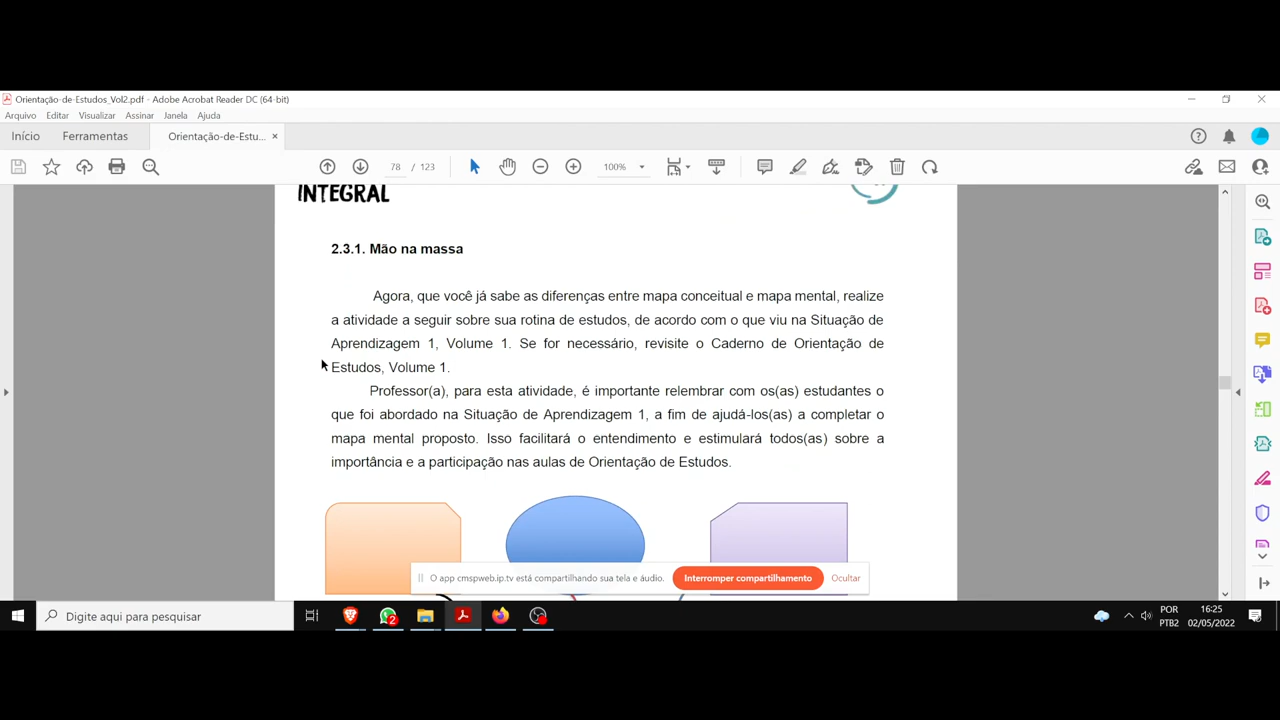 Orientação-de-Estudos_Vol2.pdf - Adobe Acrobat Reader DC (64-bit)
Arquivo Editar Visualizar Assinar Janela Ajuda
Início Ferramentas Orientação-de-Estu... ×
78 / 123 100%
INTEGRAL
2.3.1. Mão na massa
Agora, que você já sabe as diferenças entre mapa conceitual e mapa mental, realize
a atividade a seguir sobre sua rotina de estudos, de acordo com o que viu na Situação de
Aprendizagem 1, Volume 1. Se for necessário, revisite o Caderno de Orientação de
Estudos, Volume 1.
Professor(a), para esta atividade, é importante relembrar com os(as) estudantes o
que foi abordado na Situação de Aprendizagem 1, a fim de ajudá-los(as) a completar o
mapa mental proposto. Isso facilitará o entendimento e estimulará todos(as) sobre a
importância e a participação nas aulas de Orientação de Estudos.
O app cmspweb.ip.tv está compartilhando sua tela e áudio. Interromper compartilhamento Ocultar
Digite aqui para pesquisar
2
POR
PTB2
16:25
02/05/2022